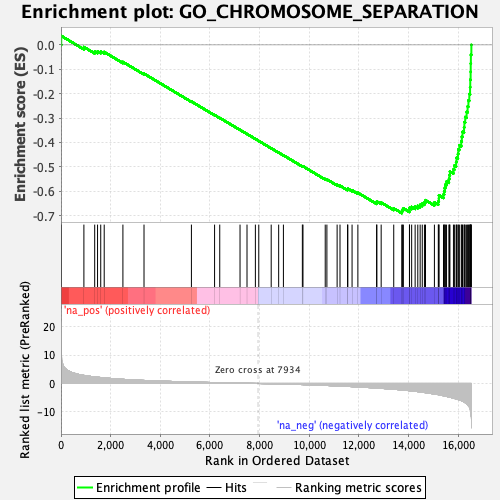 Enrichment plot: GO_CHROMOSOME_SEPARATION
Enrichment score (ES)
0.0
-0.1
-0.2
-0.3
-0.4
-0.5
-0.6
-0.7
'na_pos' (positively correlated)
Ranked list metric (PreRanked)
20
10
0
-10
Zero cross at 7934
'na_neg' (negatively correlated)
0
2,000
4,000
6,000
8,000
10,000
12,000
14,000
16,000
Rank in Ordered Dataset
Enrichment profile
Hits
Ranking metric scores